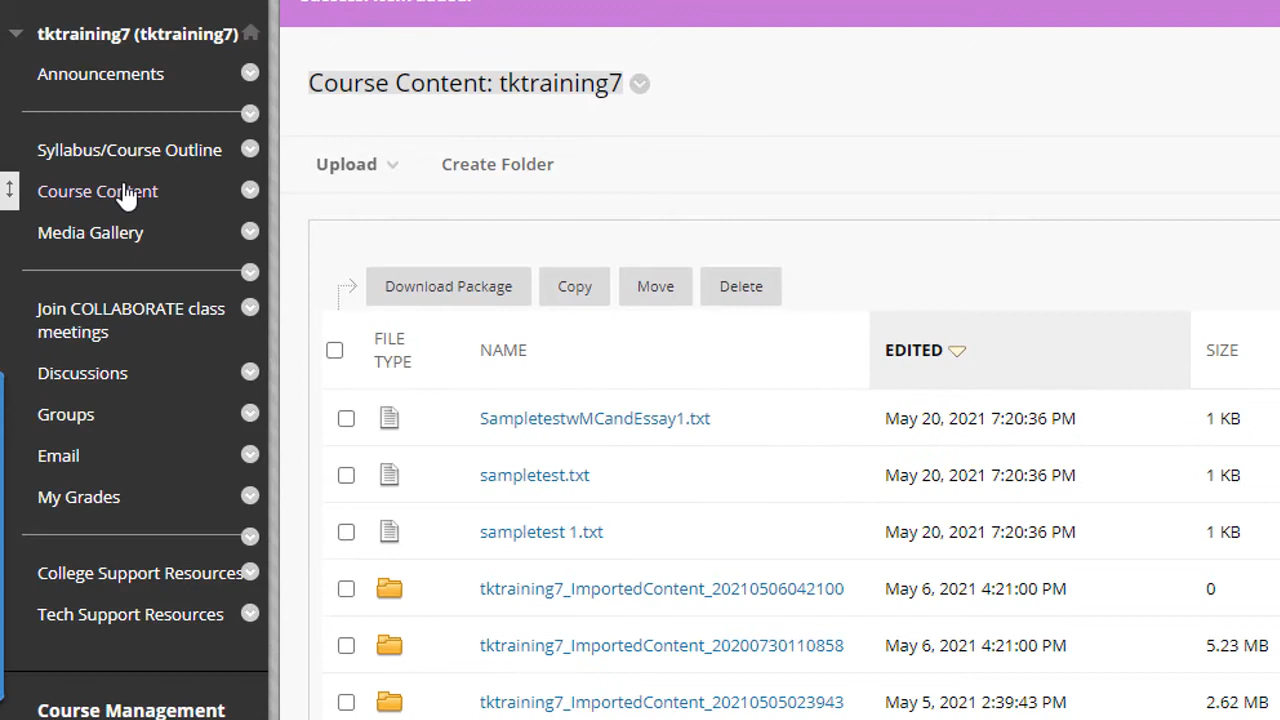 tktraining7 (tktraining7)
Announcements
Syllabus/Course Outline
Course Content
Media Gallery
Join COLLABORATE class
meetings
Discussions
Groups
Email
My Grades
College Support Resources
Tech Support Resources
Course Management
Course Content: tktraining7
Upload Create Folder
Download Package Copy Move Delete
FILE TYPE NAME EDITED SIZE
SampletestwMCandEssay1.txt May 20, 2021 7:20:36 PM 1 KB
sampletest.txt May 20, 2021 7:20:36 PM 1 KB
sampletest 1.txt May 20, 2021 7:20:36 PM 1 KB
tktraining7_ImportedContent_20210506042100 May 6, 2021 4:21:00 PM 0
tktraining7_ImportedContent_20200730110858 May 6, 2021 4:21:00 PM 5.23 MB
tktraining7_ImportedContent_20210505023943 May 5, 2021 2:39:43 PM 2.62 MB